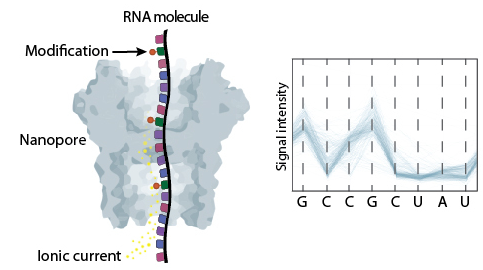 RNA molecule
Modification
Nanopore
Ionic current
Signal intensity
G C C G C U A U